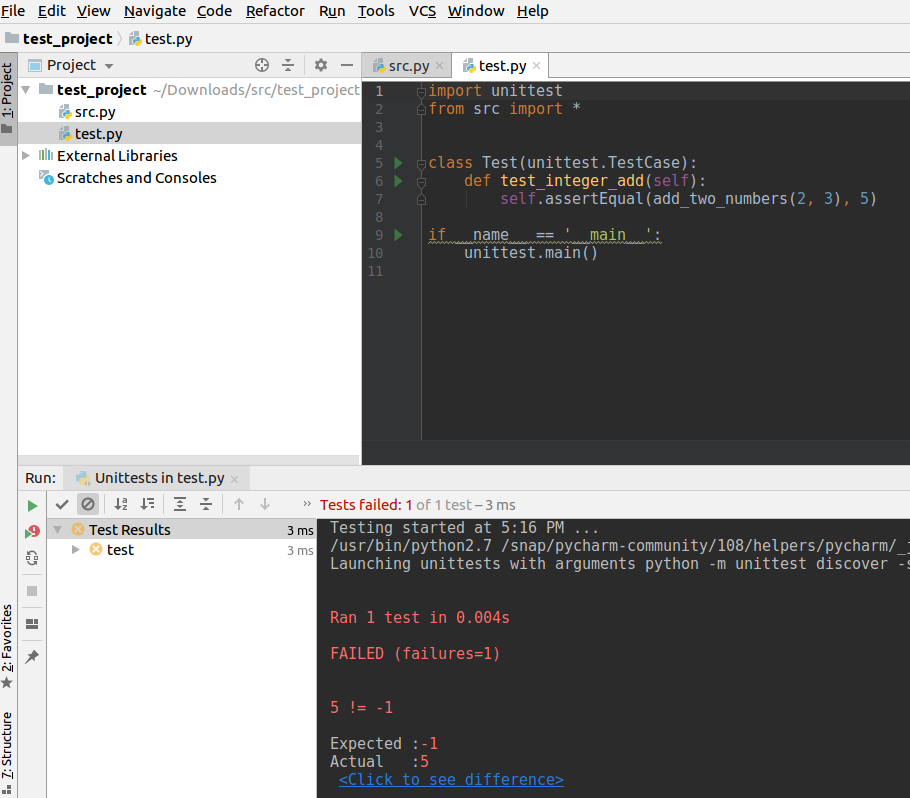 File Edit View Navigate Code Refactor Run Tools VCS Window Help
test_project test.py
1: Project
Project
test_project ~/Downloads/src/test_project
src.py
test.py
External Libraries
Scratches and Consoles
src.py test.py
1 import unittest
2 from src import *
3
4
5 class Test(unittest.TestCase):
6 def test_integer_add(self):
7 self.assertEqual(add_two_numbers(2, 3), 5)
8
9 if __name__ == '__main__':
10 unittest.main()
11
Run: Unittests in test.py
Tests failed: 1 of 1 test – 3 ms
Test Results 3 ms
test 3 ms
2: Favorites
7: Structure
Testing started at 5:16 PM ...
/usr/bin/python2.7 /snap/pycharm-community/108/helpers/pycharm/_
Launching unittests with arguments python -m unittest discover -s
Ran 1 test in 0.004s
FAILED (failures=1)
5 != -1
Expected :-1
Actual :5
<Click to see difference>